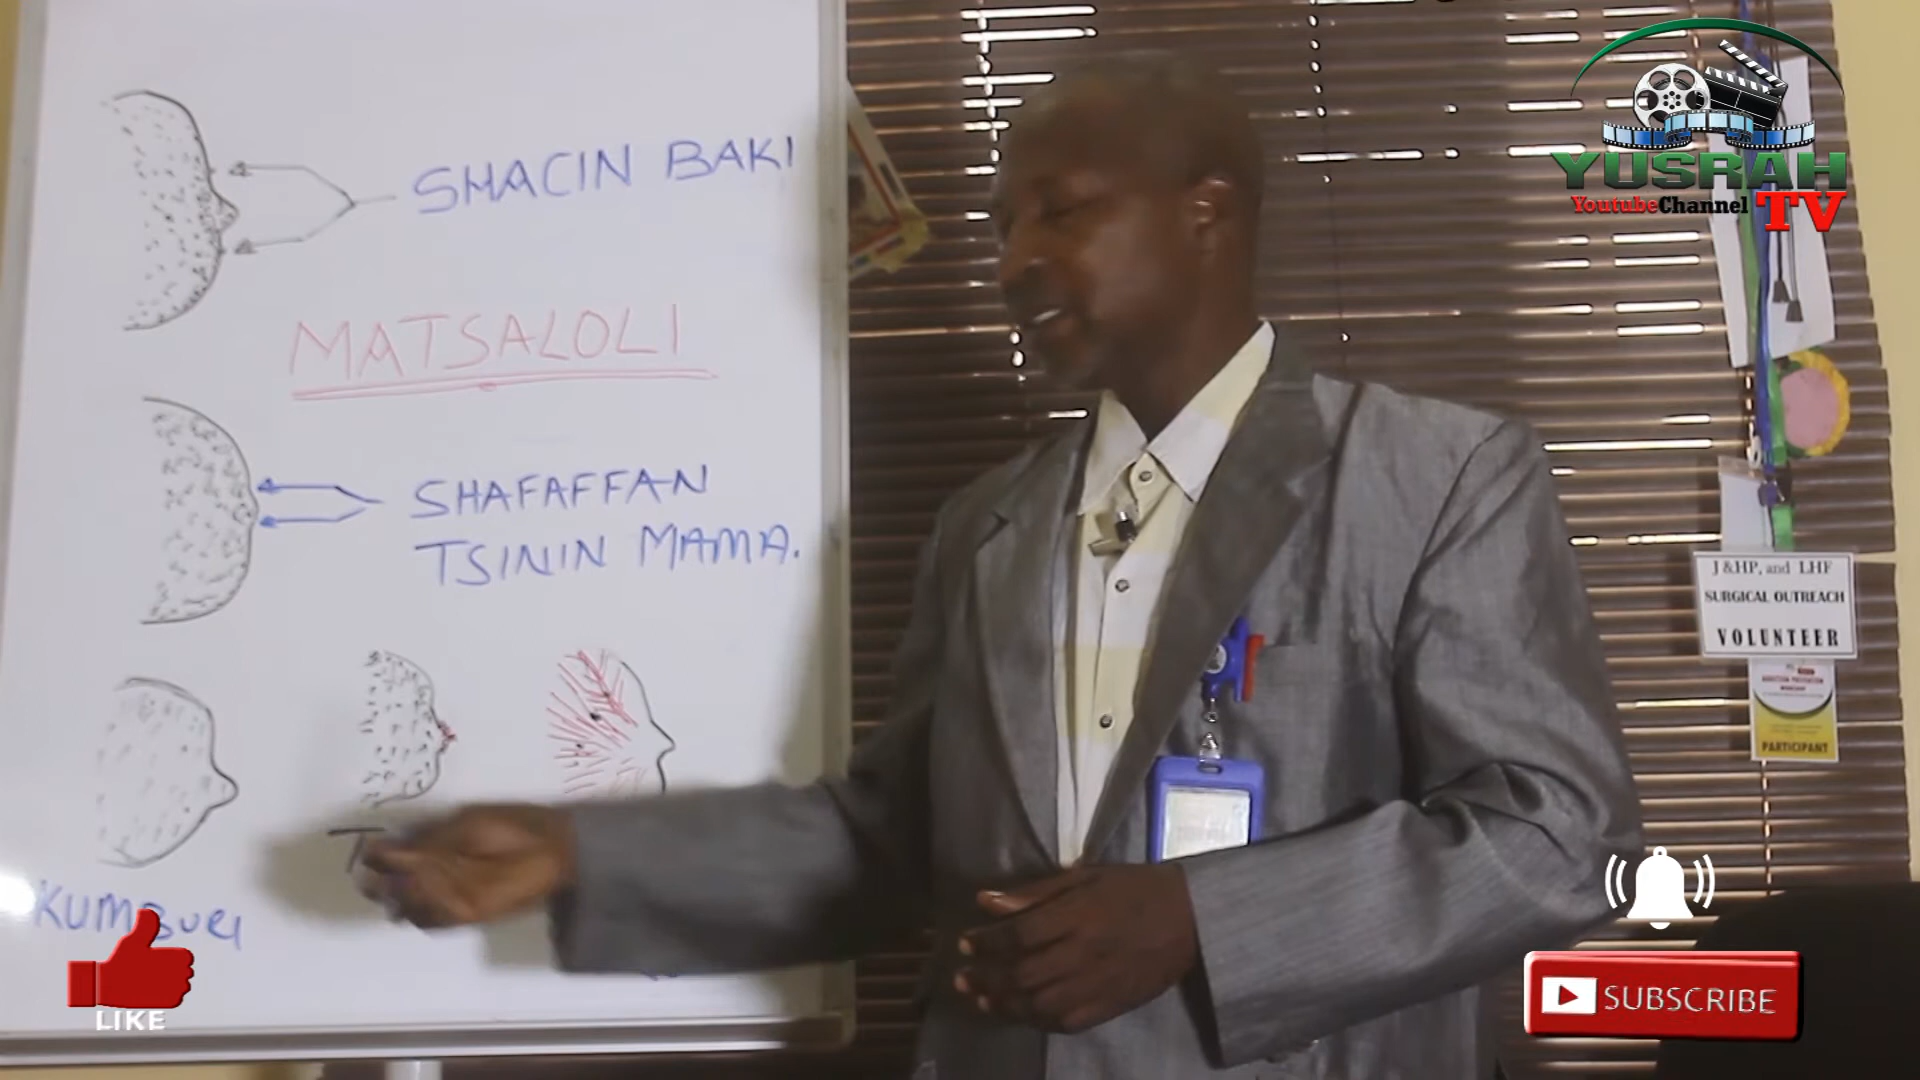 SHACIN BAKI
MATSALOLI
SHAFAFFAN
TSININ MAMA.
KUMBURI
YUSRAH
YoutubeChannel TV
J &HP, and LHF
SURGICAL OUTREACH
VOLUNTEER
PARTICIPANT
LIKE
SUBSCRIBE